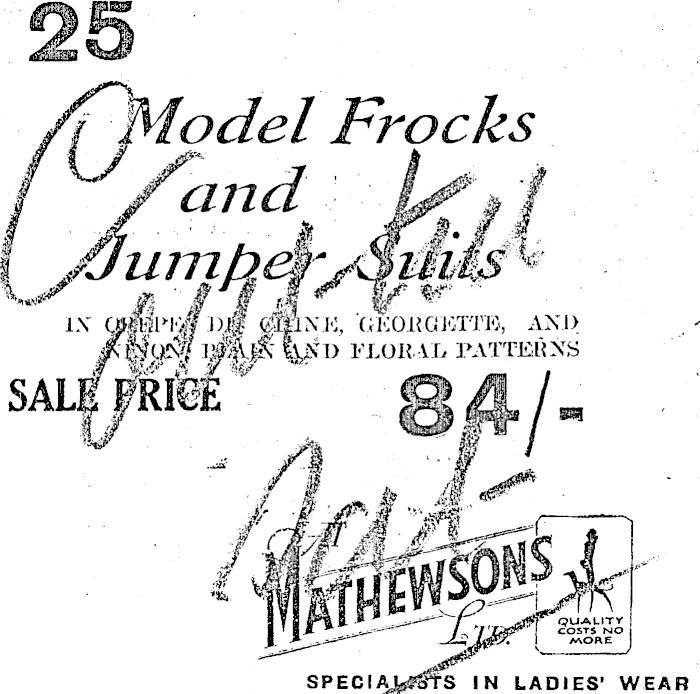 25
Model Frocks
and
Jumper Suits
IN CREPE DE CHINE, GEORGETTE, AND
NINON, PLAIN AND FLORAL PATTERNS
SALE PRICE 84/-
AT
MATHEWSONS
LTD.
QUALITY
COSTS NO
MORE
SPECIALISTS IN LADIES' WEAR